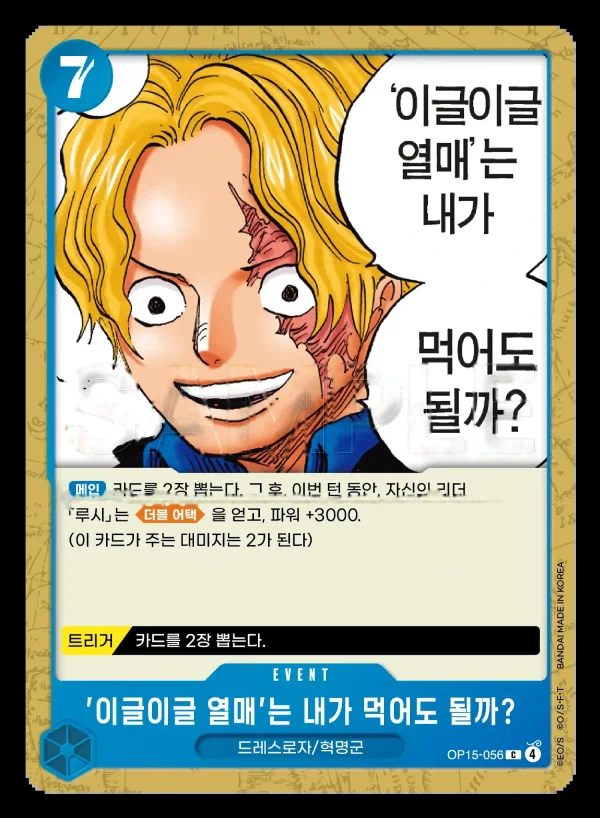 7
'이글이글
열매'는
내가
먹어도
될까?
SAMPLE
메인 카드를 2장 뽑는다. 그 후, 이번 턴 동안, 자신의 리더
「루시」는 더블 어택 을 얻고, 파워 +3000.
(이 카드가 주는 대미지는 2가 된다)
트리거 카드를 2장 뽑는다.
EVENT
'이글이글 열매'는 내가 먹어도 될까?
드레스로자/혁명군
OP15-056 C 4
©EO/S ©O/S·F·T BANDAI MADE IN KOREA